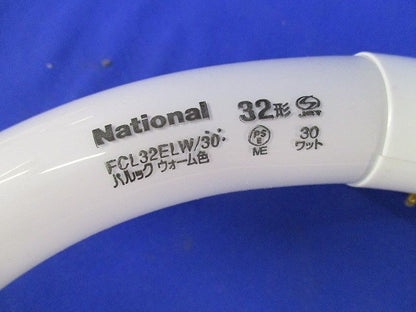 National 32形
FCL32ELW/30 PS E 30
パルック ウォーム色 ME ワット